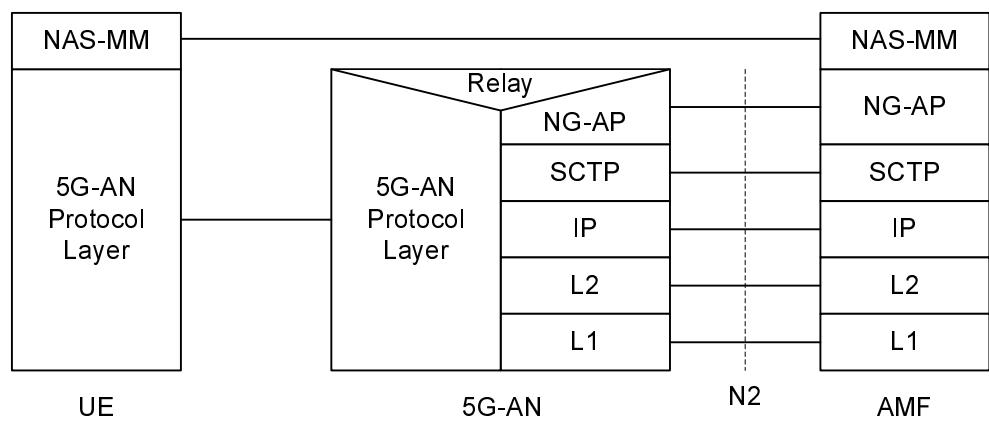 NAS-MM
NAS-MM
Relay
NG-AP
NG-AP
5G-AN
Protocol
Layer
5G-AN
Protocol
Layer
SCTP
SCTP
IP
IP
L2
L2
L1
L1
UE
5G-AN
N2
AMF